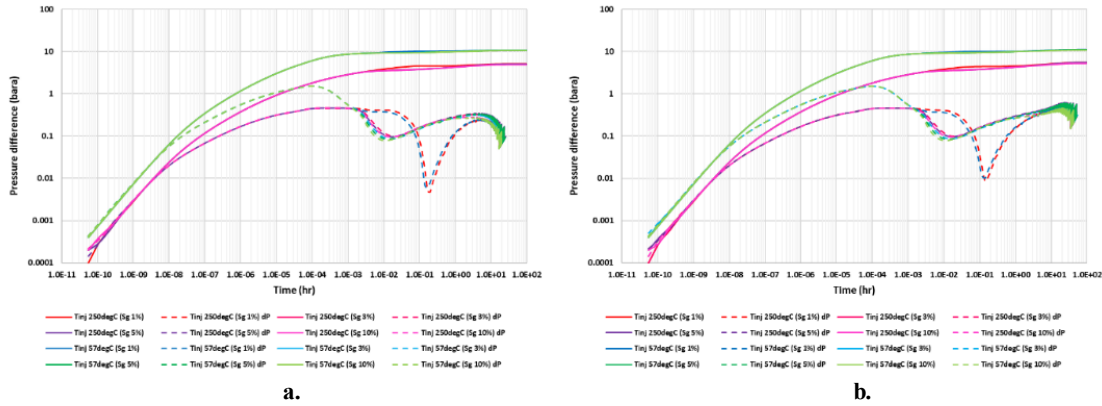 100
10
1
0.1
0.01
0.001
0.0001
Pressure difference (bara)
1.0E-11 1.0E-10 1.0E-09 1.0E-08 1.0E-07 1.0E-06 1.0E-05 1.0E-04 1.0E-03 1.0E-02 1.0E-01 1.0E+00 1.0E+01 1.0E+02
Time (hr)
Tinj 250degC (Sg 1%) Tinj 250degC (Sg 1%) dP Tinj 250degC (Sg 3%) Tinj 250degC (Sg 3%) dP
Tinj 250degC (Sg 5%) Tinj 250degC (Sg 5%) dP Tinj 250degC (Sg 10%) Tinj 250degC (Sg 10%) dP
Tinj 57degC (Sg 1%) Tinj 57degC (Sg 1%) dP Tinj 57degC (Sg 3%) Tinj 57degC (Sg 3%) dP
Tinj 57degC (Sg 5%) Tinj 57degC (Sg 5%) dP Tinj 57degC (Sg 10%) Tinj 57degC (Sg 10%) dP
a.
100
10
1
0.1
0.01
0.001
0.0001
Pressure difference (bara)
1.0E-11 1.0E-10 1.0E-09 1.0E-08 1.0E-07 1.0E-06 1.0E-05 1.0E-04 1.0E-03 1.0E-02 1.0E-01 1.0E+00 1.0E+01 1.0E+02
Time (hr)
Tinj 250degC (Sg 1%) Tinj 250degC (Sg 1%) dP Tinj 250degC (Sg 3%) Tinj 250degC (Sg 3%) dP
Tinj 250degC (Sg 5%) Tinj 250degC (Sg 5%) dP Tinj 250degC (Sg 10%) Tinj 250degC (Sg 10%) dP
Tinj 57degC (Sg 1%) Tinj 57degC (Sg 1%) dP Tinj 57degC (Sg 3%) Tinj 57degC (Sg 3%) dP
Tinj 57degC (Sg 5%) Tinj 57degC (Sg 5%) dP Tinj 57degC (Sg 10%) Tinj 57degC (Sg 10%) dP
b.